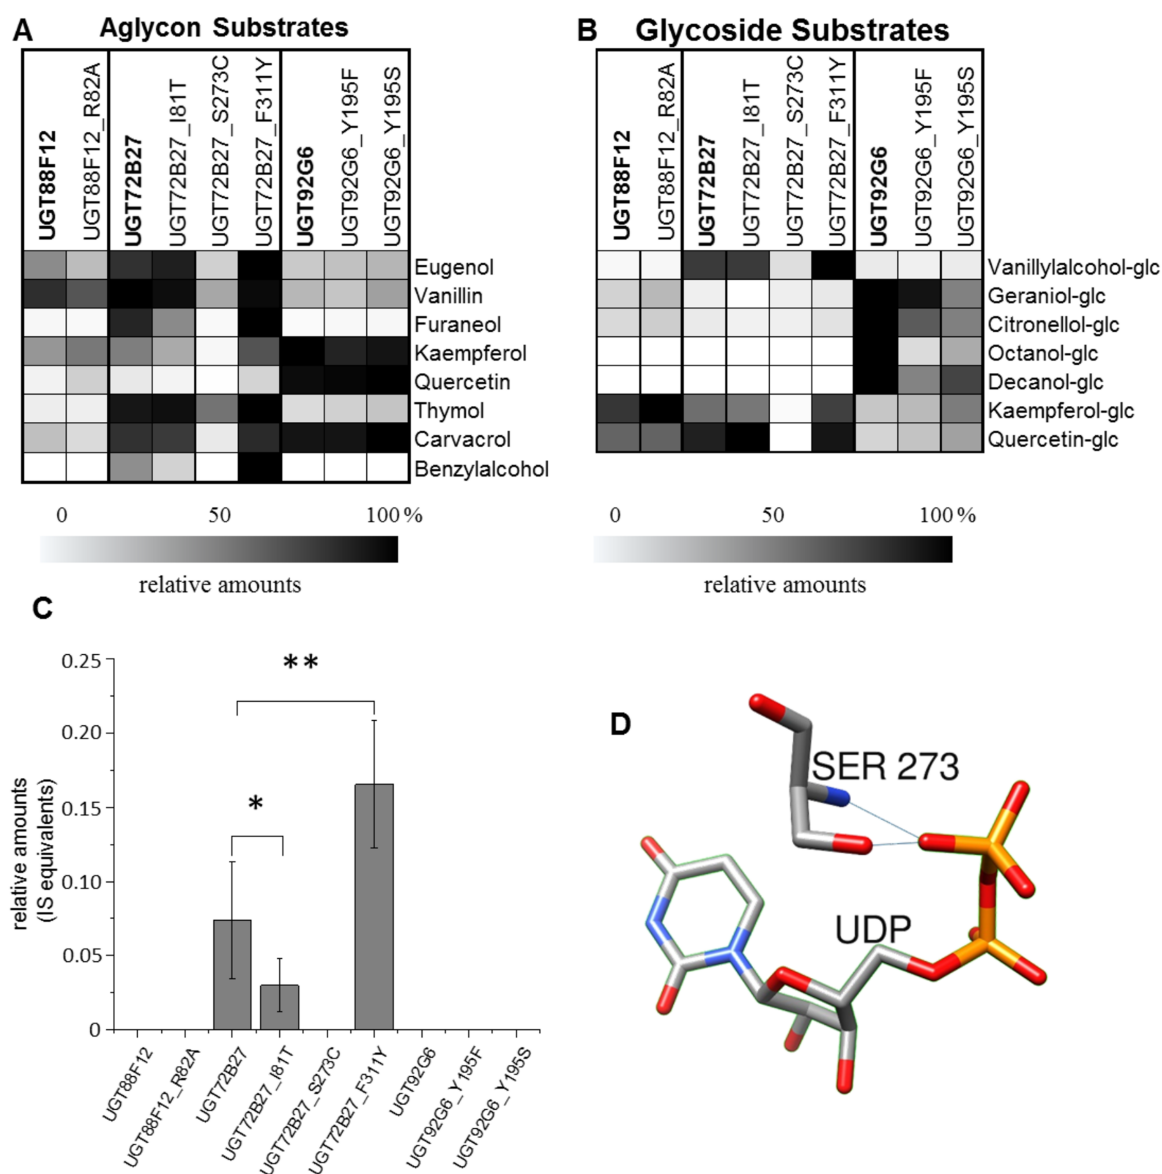 A Aglycon Substrates
UGT88F12
UGT88F12_R82A
UGT72B27
UGT72B27_I81T
UGT72B27_S273C
UGT72B27_F311Y
UGT92G6
UGT92G6_Y195F
UGT92G6_Y195S
Eugenol
Vanillin
Furaneol
Kaempferol
Quercetin
Thymol
Carvacrol
Benzylalcohol
0 50 100 %
relative amounts
B Glycoside Substrates
UGT88F12
UGT88F12_R82A
UGT72B27
UGT72B27_I81T
UGT72B27_S273C
UGT72B27_F311Y
UGT92G6
UGT92G6_Y195F
UGT92G6_Y195S
Vanillylalcohol-glc
Geraniol-glc
Citronellol-glc
Octanol-glc
Decanol-glc
Kaempferol-glc
Quercetin-glc
0 50 100 %
relative amounts
C
relative amounts
(IS equivalents)
0.25
0.20
0.15
0.10
0.05
0
**
*
UGT88F12
UGT88F12_R82A
UGT72B27
UGT72B27_I81T
UGT72B27_S273C
UGT72B27_F311Y
UGT92G6
UGT92G6_Y195F
UGT92G6_Y195S
D
SER 273
UDP